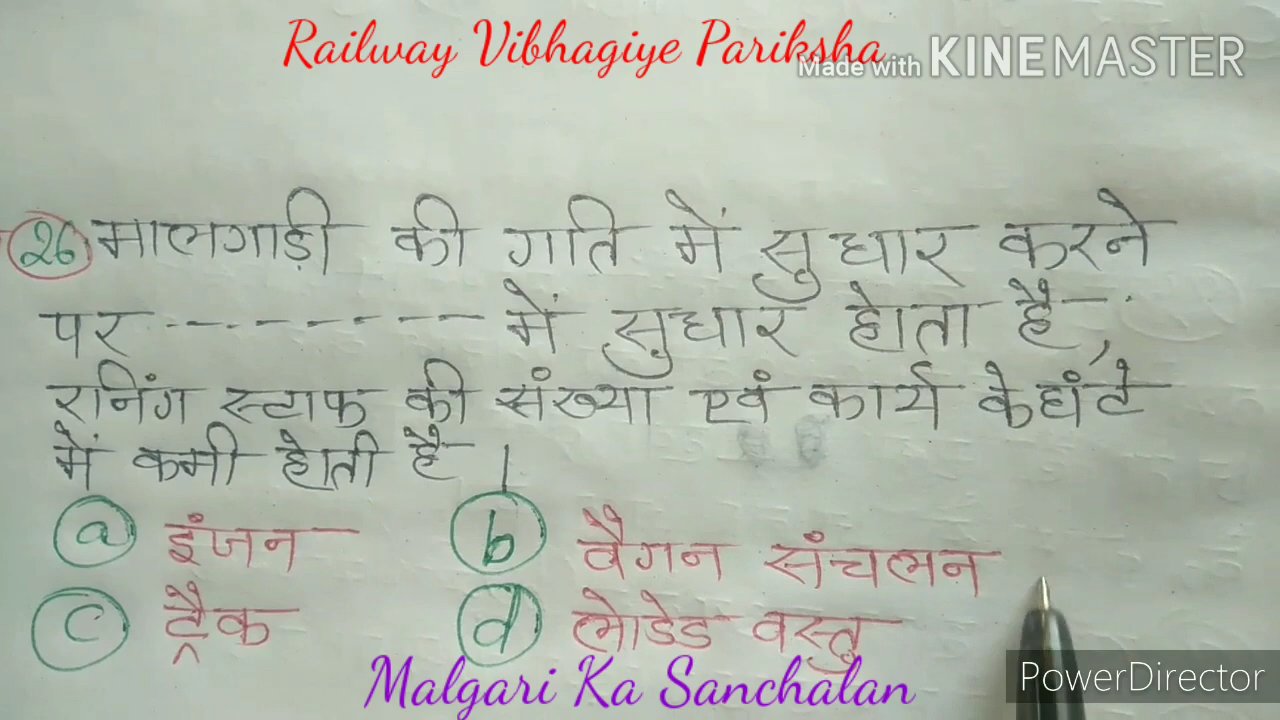 Railway Vibhagiye Pariksha
Made with KINEMASTER
26 मालगाड़ी की गति में सुधार करने
पर ------- में सुधार होता है,
रनिंग स्टाफ की संख्या एवं कार्य के घंटे
में कमी होती है।
a इंजन b वैगन संचलन
c ट्रैक d लोडेड वस्तु
Malgari Ka Sanchalan
PowerDirector